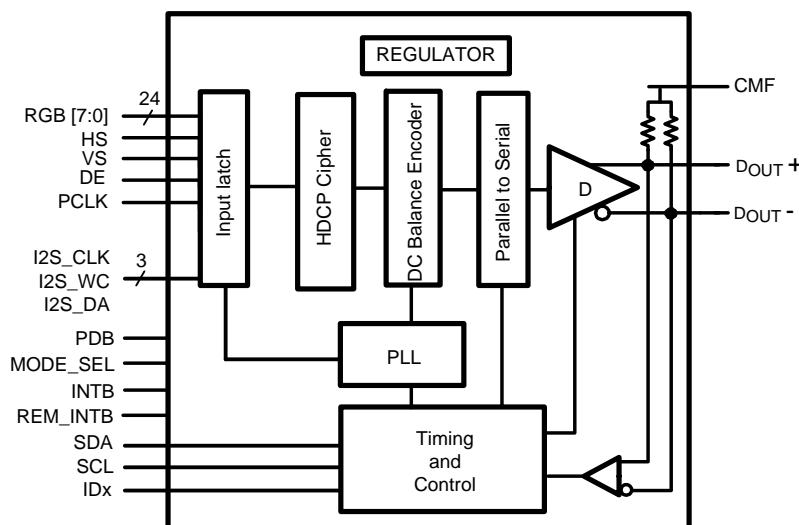 REGULATOR
CMF
24
RGB [7:0]
HS
VS
DE
PCLK
Input latch
HDCP Cipher
DC Balance Encoder
Parallel to Serial
D
DOUT +
DOUT -
I2S_CLK
3
I2S_WC
I2S_DA
PDB
MODE_SEL
INTB
REM_INTB
SDA
SCL
IDx
PLL
Timing
and
Control